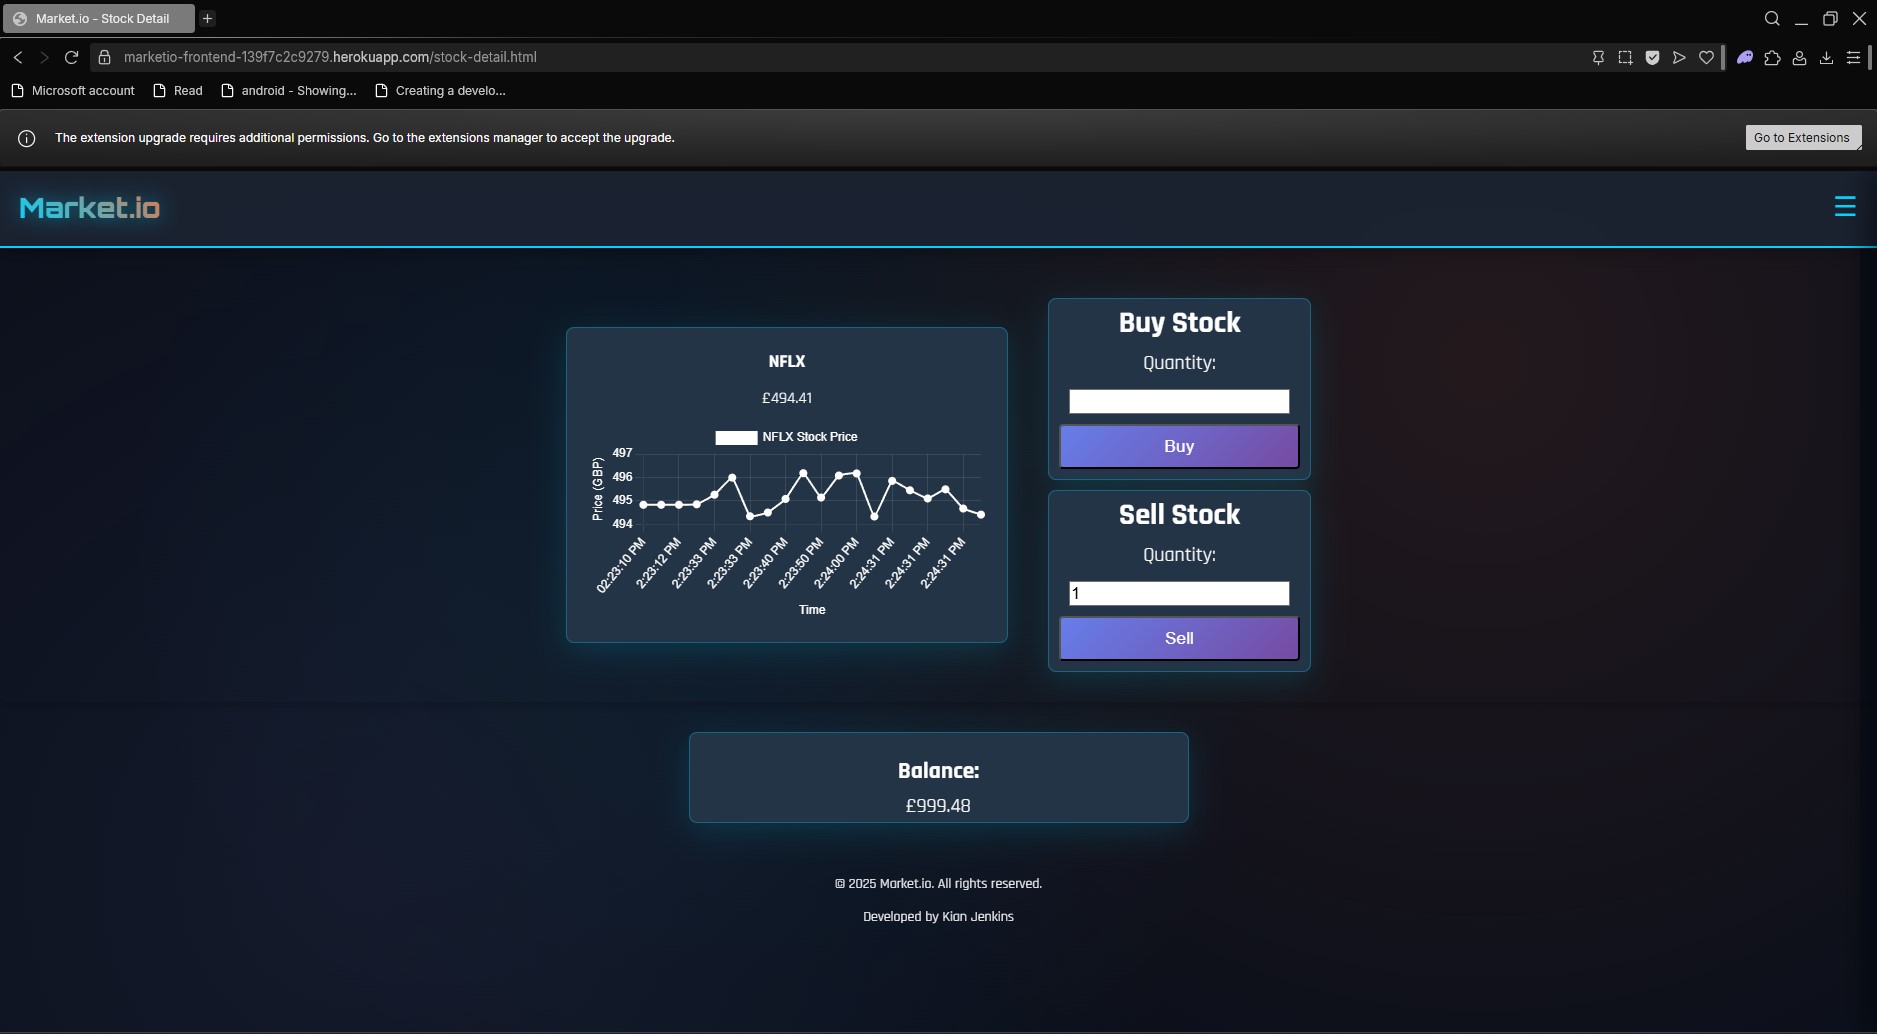 Market.io - Stock Detail
marketio-frontend-139f7c2c9279.herokuapp.com/stock-detail.html
Microsoft account
Read
android - Showing...
Creating a develo...
The extension upgrade requires additional permissions. Go to the extensions manager to accept the upgrade.
Go to Extensions
Market.io
NFLX
£494.41
NFLX Stock Price
Price (GBP)
497
496
495
494
02:23:10 PM
2:23:12 PM
2:23:33 PM
2:23:33 PM
2:23:40 PM
2:23:50 PM
2:24:00 PM
2:24:31 PM
2:24:31 PM
2:24:31 PM
Time
Buy Stock
Quantity:
Buy
Sell Stock
Quantity:
1
Sell
Balance:
£999.48
© 2025 Market.io. All rights reserved.
Developed by Kian Jenkins